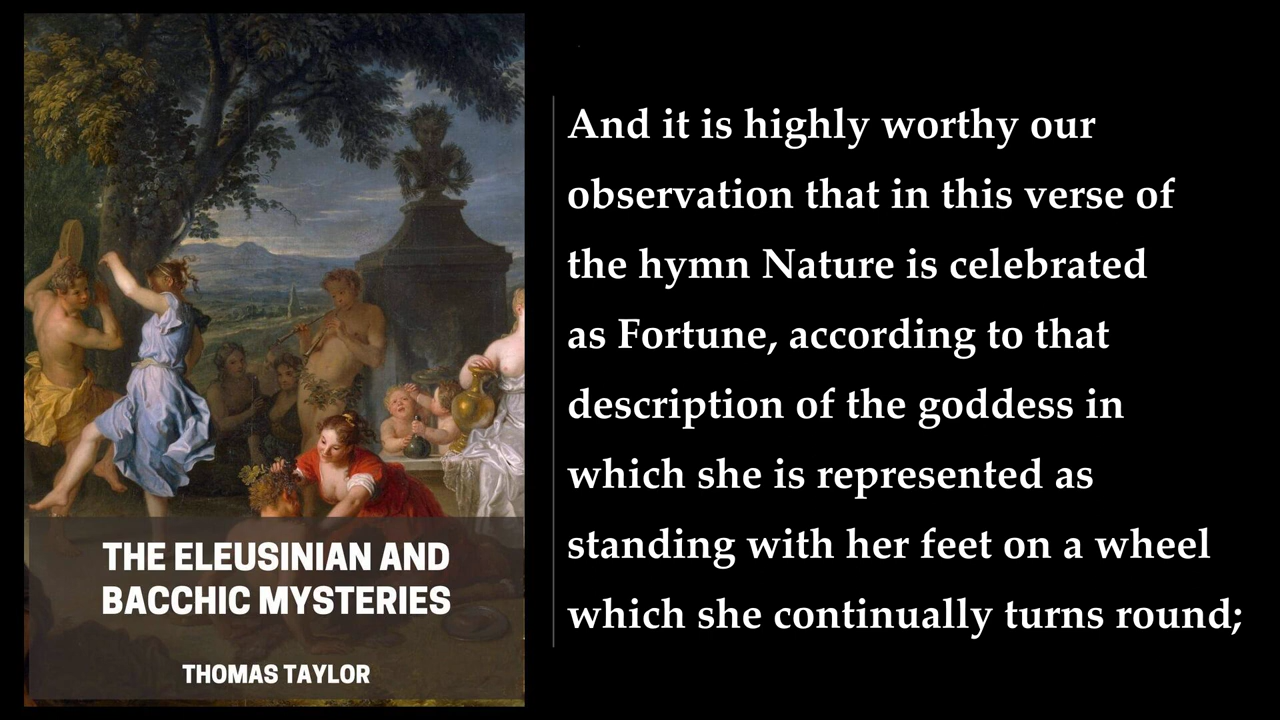 THE ELEUSINIAN AND
BACCHIC MYSTERIES
THOMAS TAYLOR
And it is highly worthy our
observation that in this verse of
the hymn Nature is celebrated
as Fortune, according to that
description of the goddess in
which she is represented as
standing with her feet on a wheel
which she continually turns round;